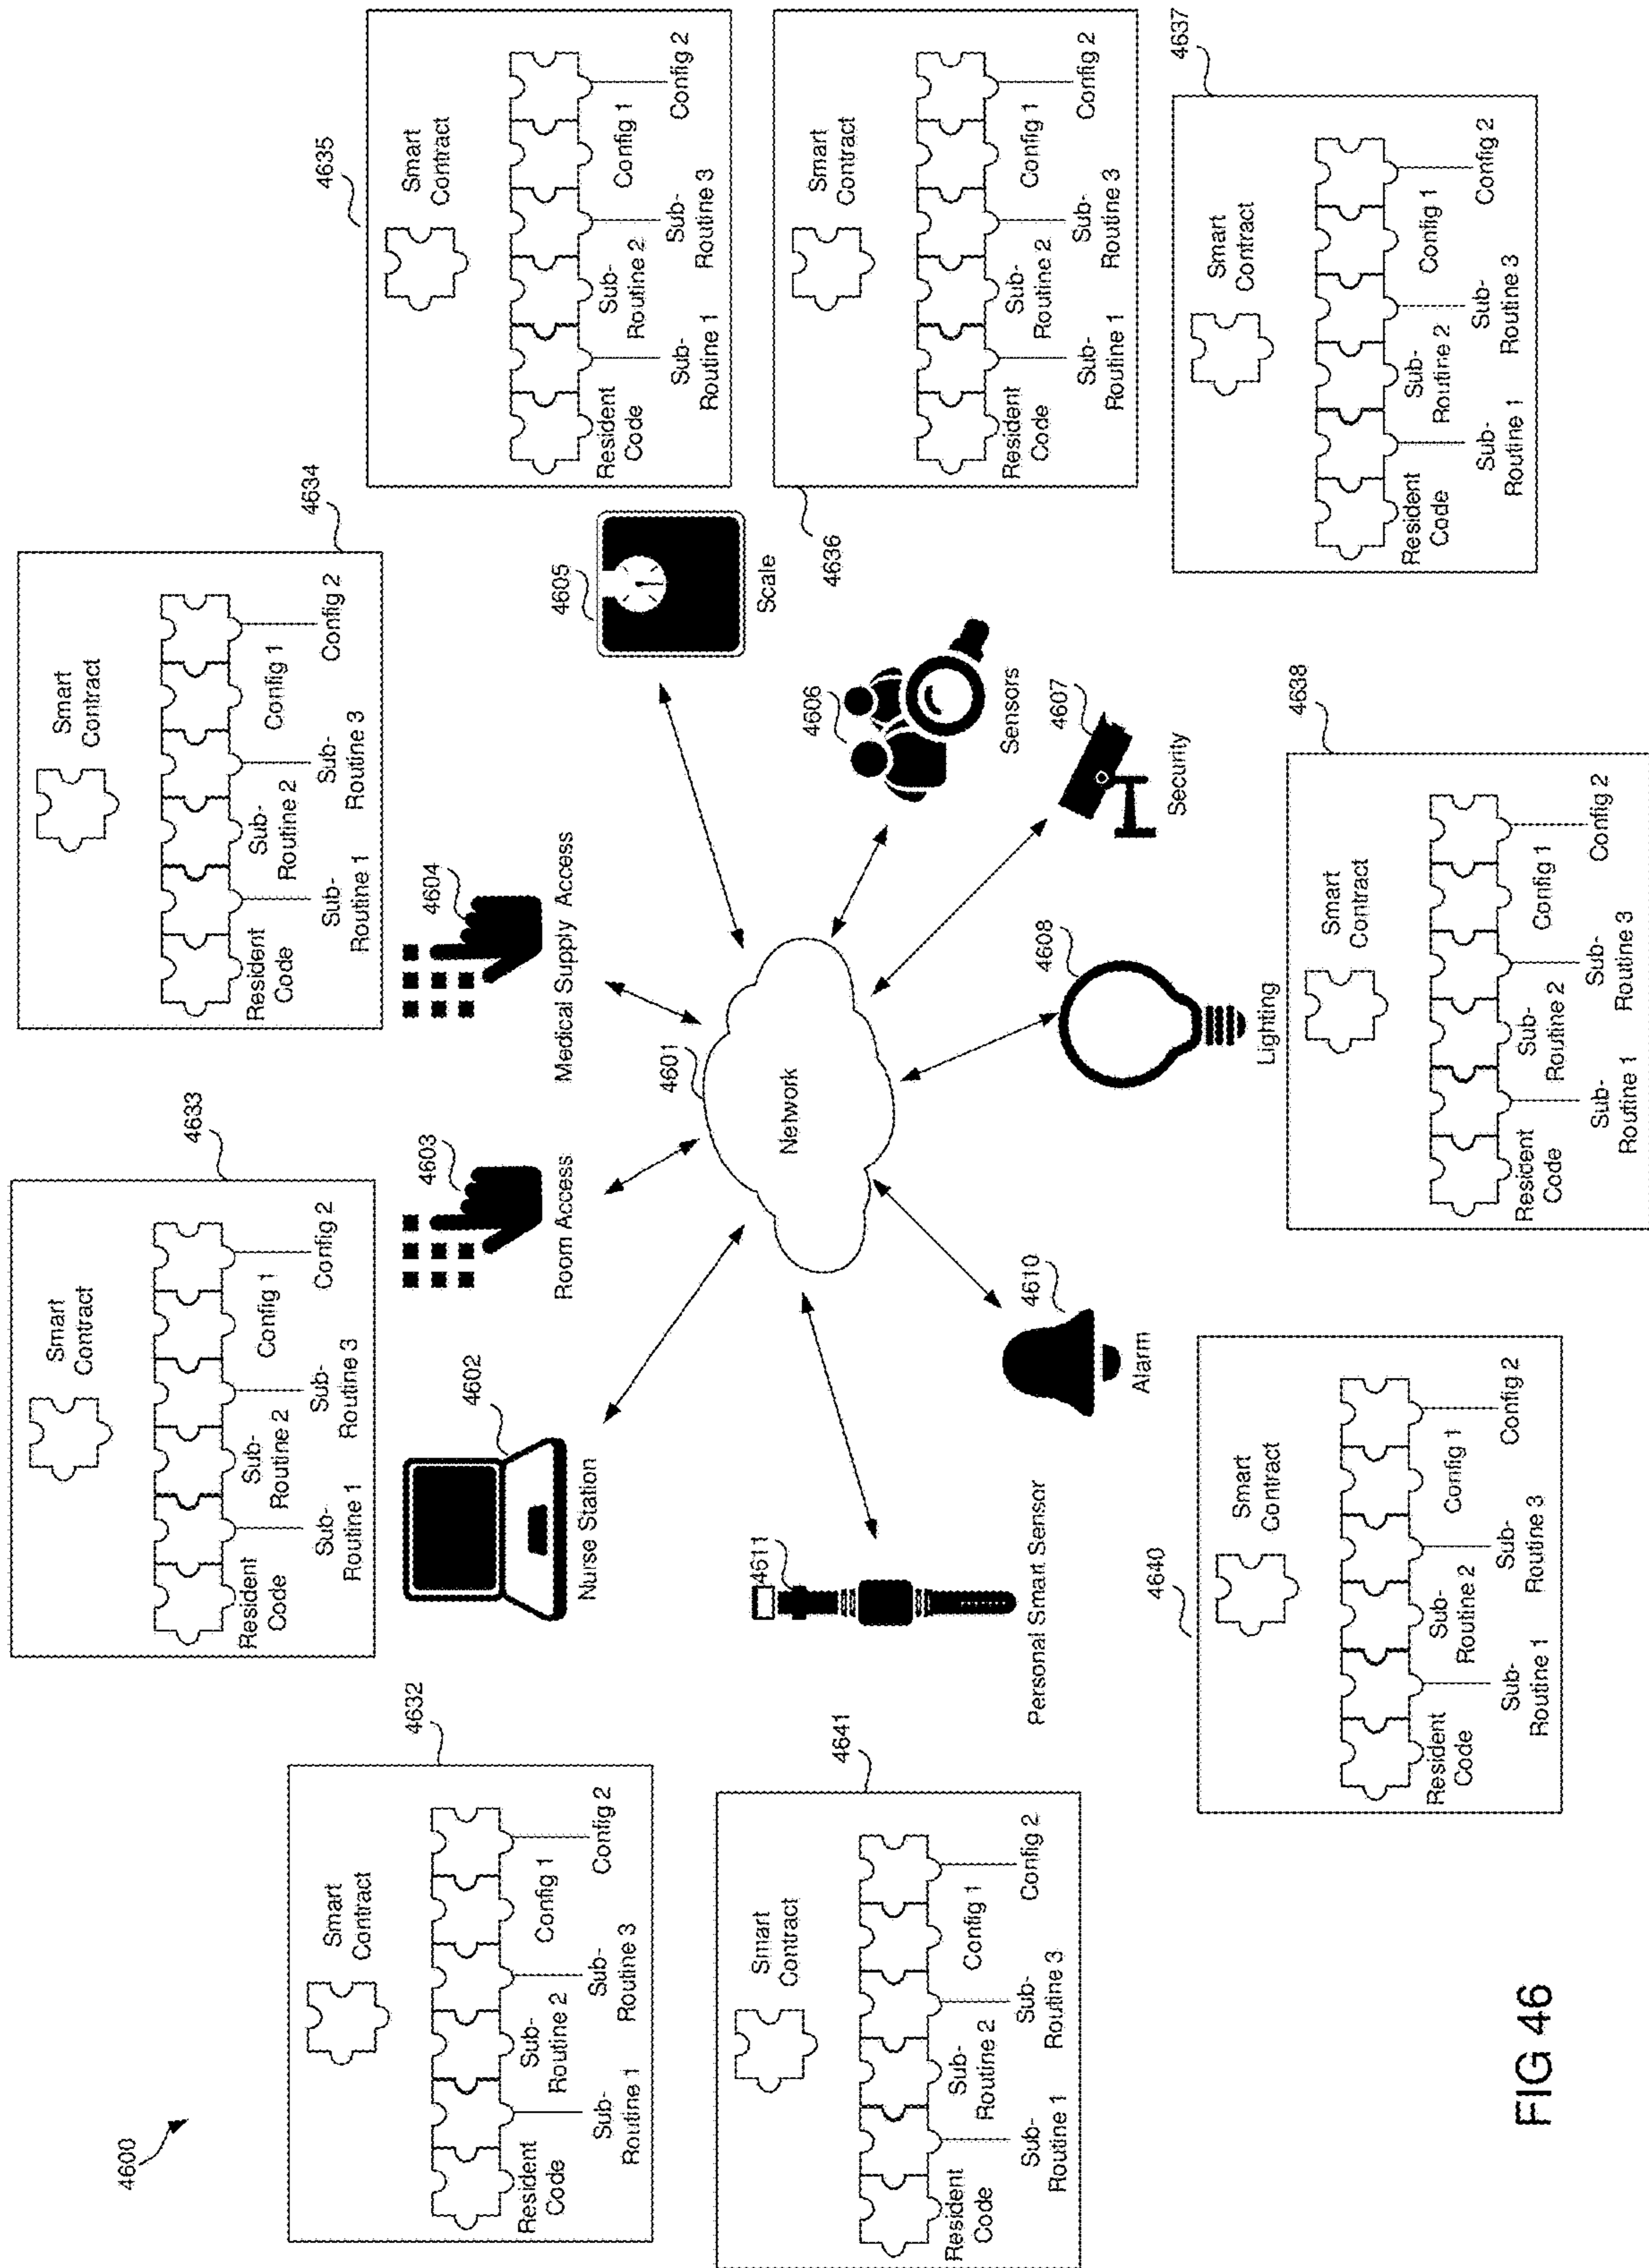 4600
4632
Smart
Contract
Resident
Code
Sub-
Routine 1
Sub-
Routine 2
Sub-
Routine 3
Config 1
Config 2
4633
Smart
Contract
Resident
Code
Sub-
Routine 1
Sub-
Routine 2
Sub-
Routine 3
Config 1
Config 2
4634
Smart
Contract
Resident
Code
Sub-
Routine 1
Sub-
Routine 2
Sub-
Routine 3
Config 1
Config 2
4635
Smart
Contract
Resident
Code
Sub-
Routine 1
Sub-
Routine 2
Sub-
Routine 3
Config 1
Config 2
4602
Nurse Station
4603
Room Access
4604
Medical Supply Access
4605
Scale
4601
Network
4611
Personal Smart Sensor
4610
Alarm
4608
Lighting
4607
Security
4606
Sensors
4636
Smart
Contract
Resident
Code
Sub-
Routine 1
Sub-
Routine 2
Sub-
Routine 3
Config 1
Config 2
4641
Smart
Contract
Resident
Code
Sub-
Routine 1
Sub-
Routine 2
Sub-
Routine 3
Config 1
Config 2
4640
Smart
Contract
Resident
Code
Sub-
Routine 1
Sub-
Routine 2
Sub-
Routine 3
Config 1
Config 2
4638
Smart
Contract
Resident
Code
Sub-
Routine 1
Sub-
Routine 2
Sub-
Routine 3
Config 1
Config 2
4637
Smart
Contract
Resident
Code
Sub-
Routine 1
Sub-
Routine 2
Sub-
Routine 3
Config 1
Config 2
FIG 46